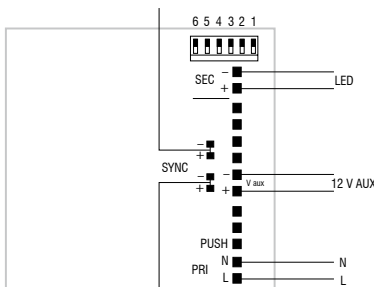 6 5 4 3 2 1
SEC
–
+
LED
–
+
SYNC
–
+
–
+
V aux
12 V AUX
PUSH
PRI
N
L
N
L